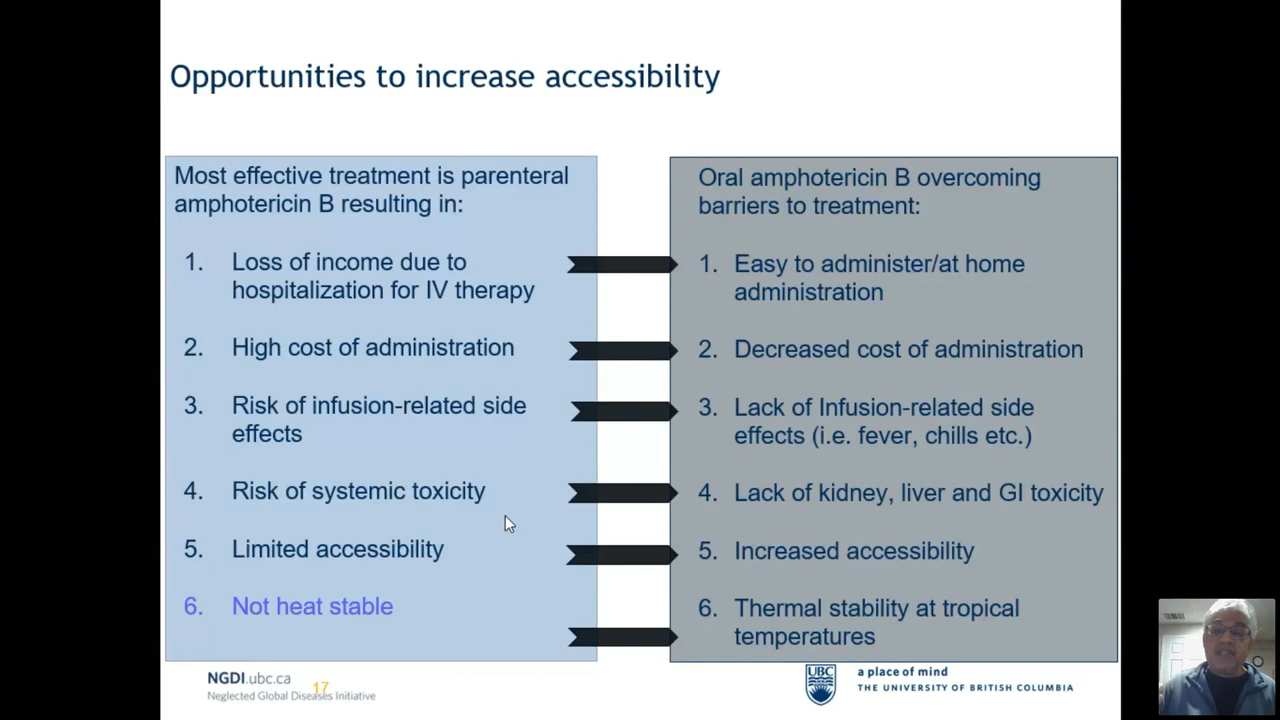 Opportunities to increase accessibility
Most effective treatment is parenteral
amphotericin B resulting in:
1. Loss of income due to
hospitalization for IV therapy
2. High cost of administration
3. Risk of infusion-related side
effects
4. Risk of systemic toxicity
5. Limited accessibility
6. Not heat stable
Oral amphotericin B overcoming
barriers to treatment:
1. Easy to administer/at home
administration
2. Decreased cost of administration
3. Lack of Infusion-related side
effects (i.e. fever, chills etc.)
4. Lack of kidney, liver and GI toxicity
5. Increased accessibility
6. Thermal stability at tropical
temperatures
NGDI.ubc.ca
17
Neglected Global Diseases Initiative
UBC
a place of mind
THE UNIVERSITY OF BRITISH COLUMBIA